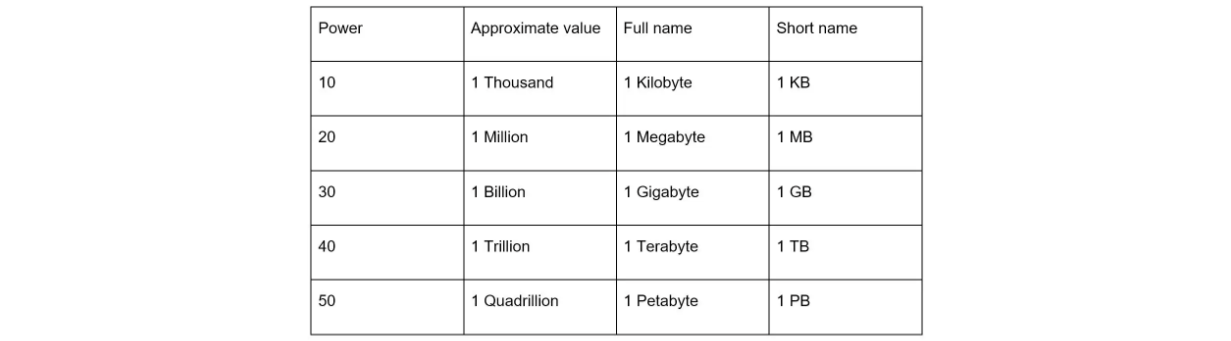 Power Approximate value Full name Short name
10 1 Thousand 1 Kilobyte 1 KB
20 1 Million 1 Megabyte 1 MB
30 1 Billion 1 Gigabyte 1 GB
40 1 Trillion 1 Terabyte 1 TB
50 1 Quadrillion 1 Petabyte 1 PB